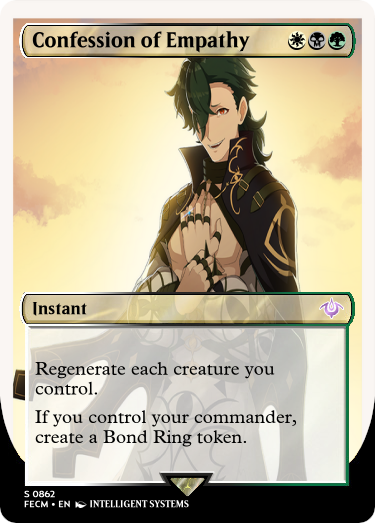 Confession of Empathy
Instant
Regenerate each creature you
control.
If you control your commander,
create a Bond Ring token.
S 0862
FECM • EN INTELLIGENT SYSTEMS